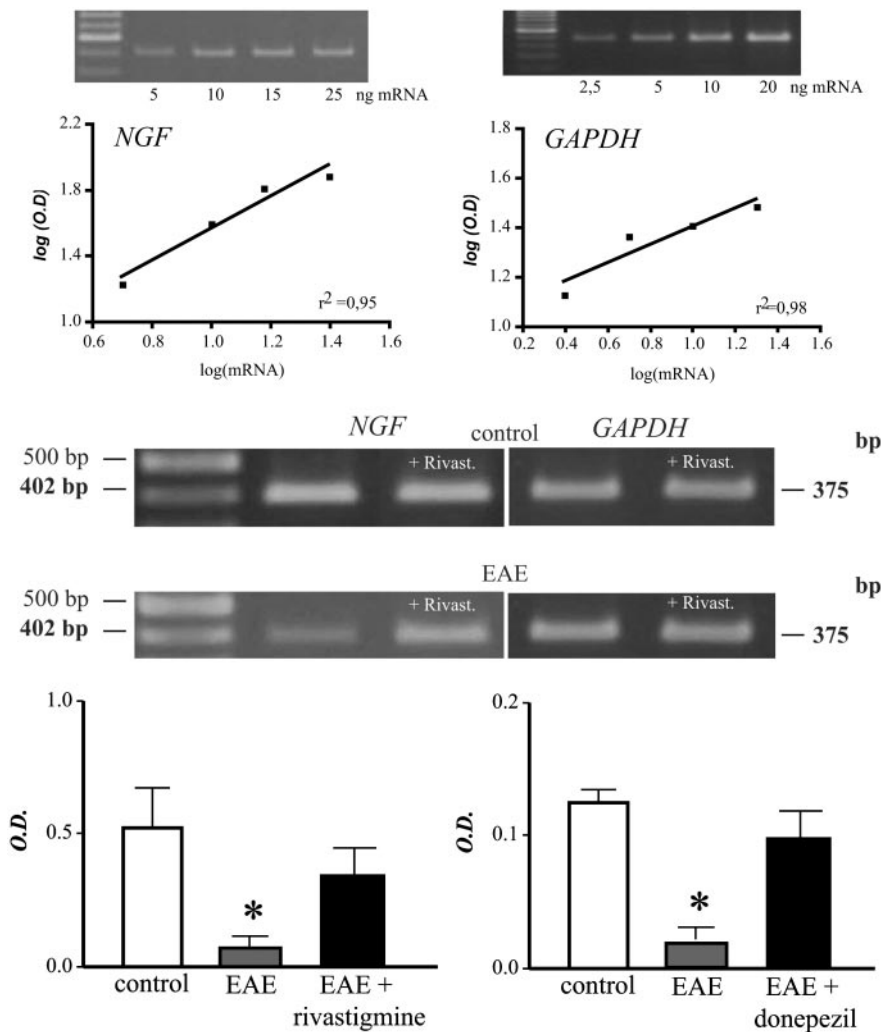 5 10 15 25 ng mRNA
2,5 5 10 20 ng mRNA
NGF
2.2
1.8
1.4
1.0
log (O.D)
r2 =0,95
0.6 0.8 1.0 1.2 1.4 1.6
log(mRNA)
GAPDH
1.8
1.6
1.4
1.2
1.0
log (O.D)
r2=0,98
0.2 0.4 0.6 0.8 1.0 1.2 1.4 1.6
log(mRNA)
NGF control GAPDH bp
500 bp
402 bp
+ Rivast.
+ Rivast.
375
EAE bp
500 bp
402 bp
+ Rivast.
+ Rivast.
375
1.0
0.5
0.0
O.D.
*
control EAE EAE +
rivastigmine
0.2
0.1
0.0
O.D.
*
control EAE EAE +
donepezil